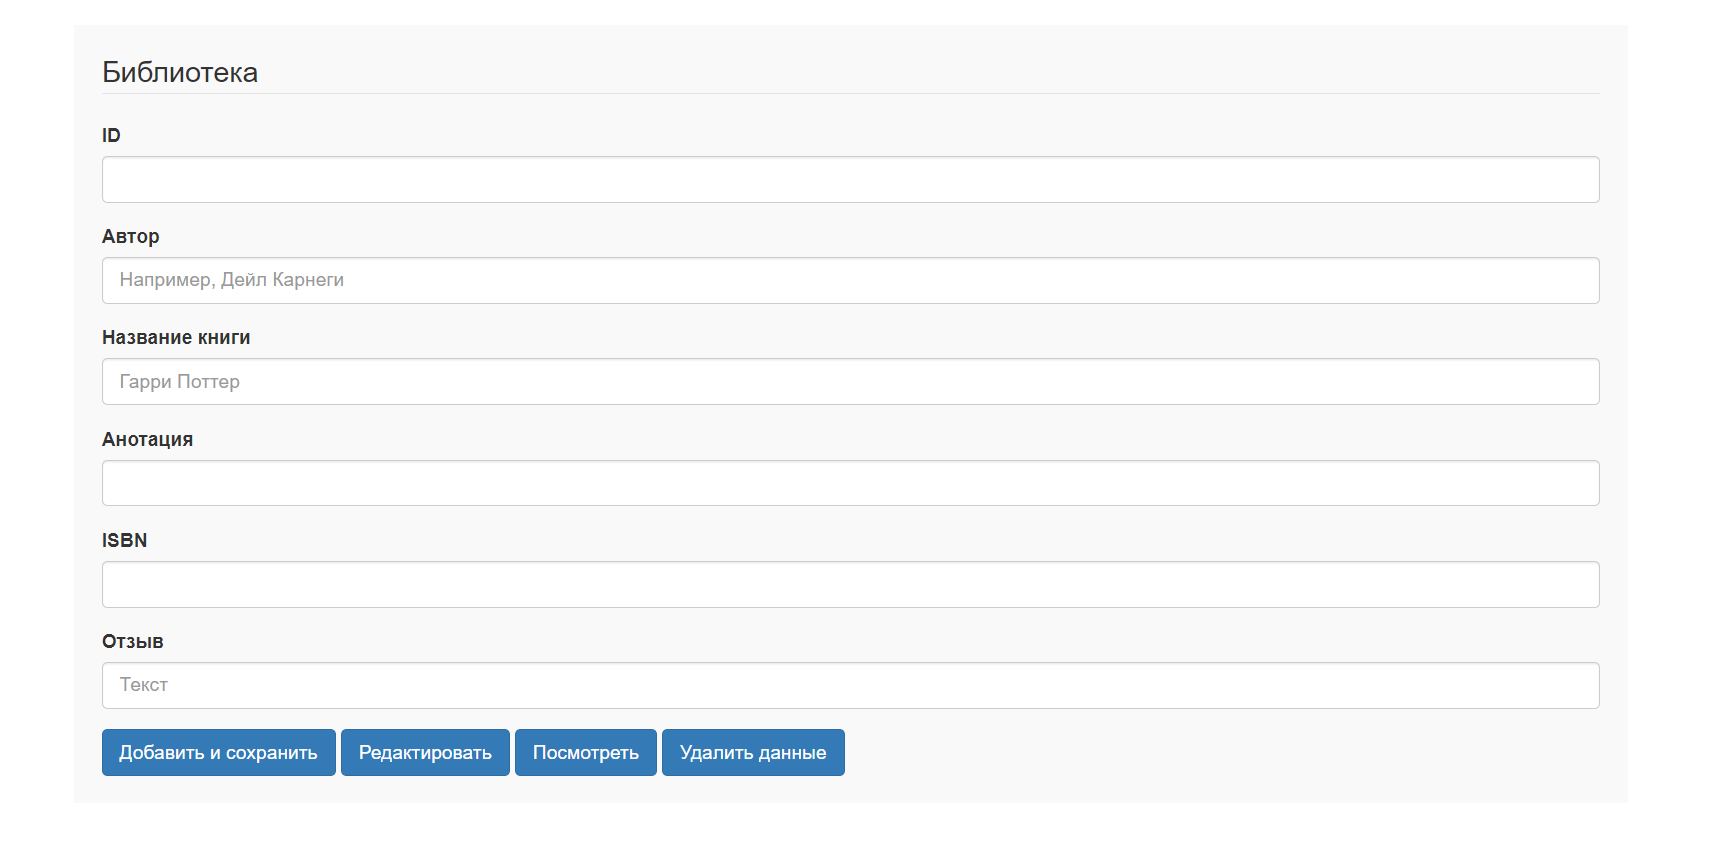 Библиотека
ID
Автор
Например, Дейл Карнеги
Название книги
Гарри Поттер
Анотация
ISBN
Отзыв
Текст
Добавить и сохранить Редактировать Посмотреть Удалить данные